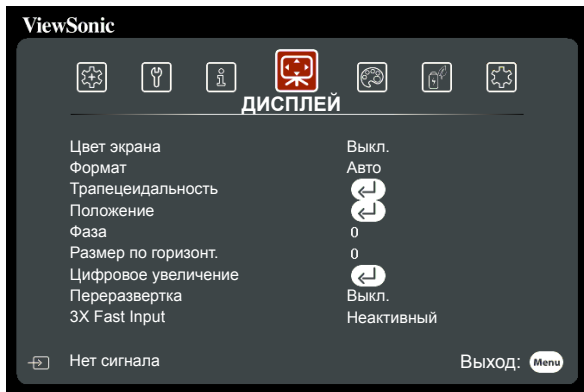 ViewSonic
ДИСПЛЕЙ
Цвет экрана Выкл.
Формат Авто
Трапецеидальность
Положение
Фаза 0
Размер по горизонт. 0
Цифровое увеличение
Переразвертка Выкл.
3X Fast Input Неактивный
Нет сигнала Выход: Menu